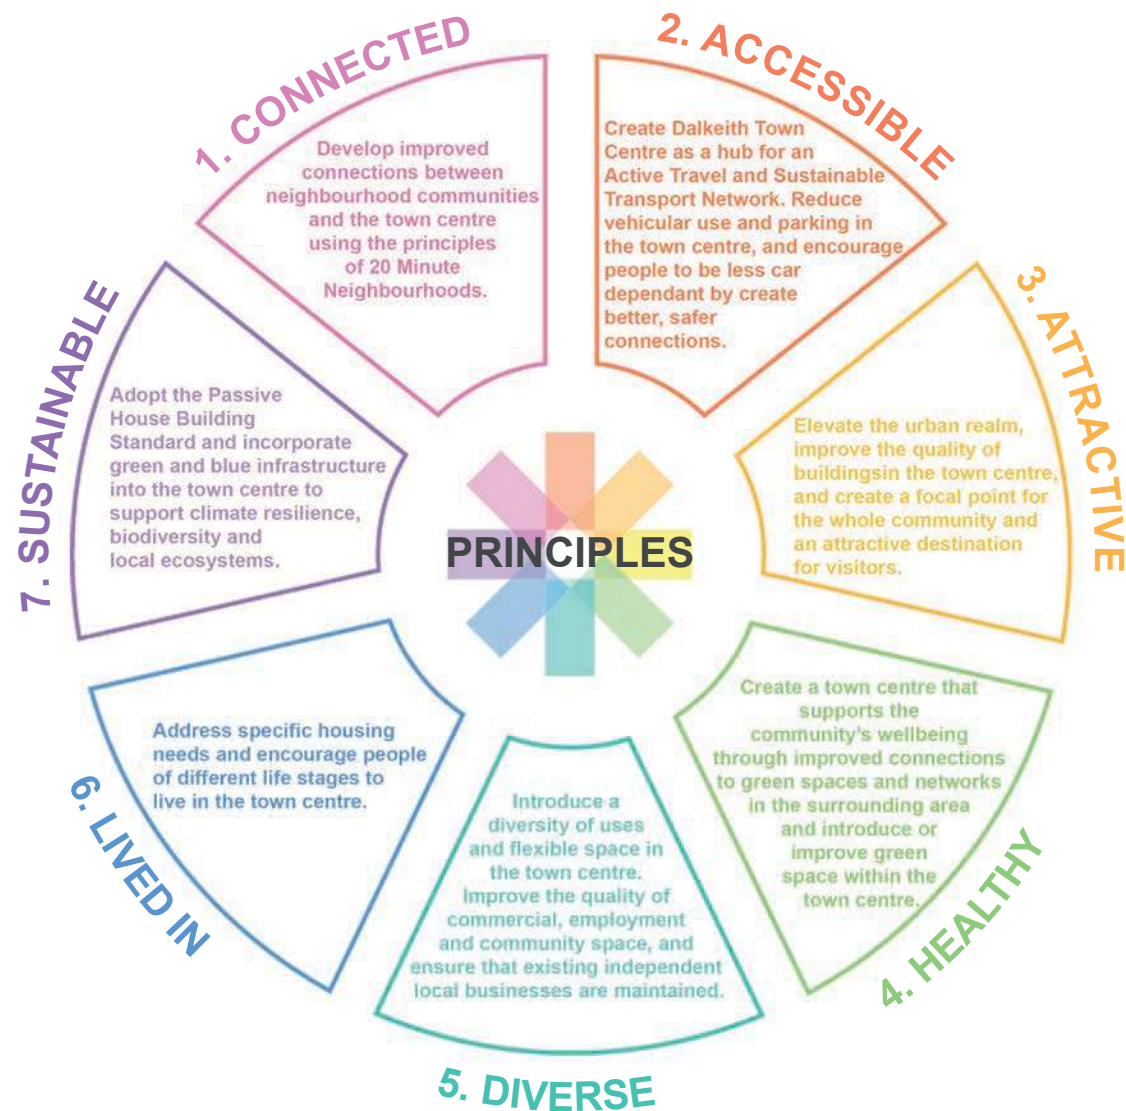 1. CONNECTED
Develop improved
connections between
neighbourhood communities
and the town centre
using the principles
of 20 Minute
Neighbourhoods.
2. ACCESSIBLE
Create Dalkeith Town
Centre as a hub for an
Active Travel and Sustainable
Transport Network. Reduce
vehicular use and parking in
the town centre, and encourage
people to be less car
dependant by create
better, safer
connections.
3. ATTRACTIVE
Elevate the urban realm,
improve the quality of
buildingsin the town centre,
and create a focal point for
the whole community and
an attractive destination
for visitors.
4. HEALTHY
Create a town centre that
supports the
community's wellbeing
through improved connections
to green spaces and networks
in the surrounding area
and introduce or
improve green
space within the
town centre.
5. DIVERSE
Introduce a
diversity of uses
and flexible space in
the town centre.
Improve the quality of
commercial, employment
and community space, and
ensure that existing independent
local businesses are maintained.
6. LIVED IN
Address specific housing
needs and encourage people
of different life stages to
live in the town centre.
7. SUSTAINABLE
Adopt the Passive
House Building
Standard and incorporate
green and blue infrastructure
into the town centre to
support climate resilience,
biodiversity and
local ecosystems.
PRINCIPLES